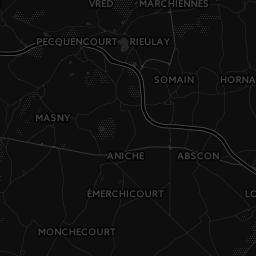 VRED MARCHIENNES
PECQUENCOURT RIEULAY
SOMAIN HORNA
MASNY
ANICHE ABSCON
ÉMERCHICOURT LO
MONCHECOURT